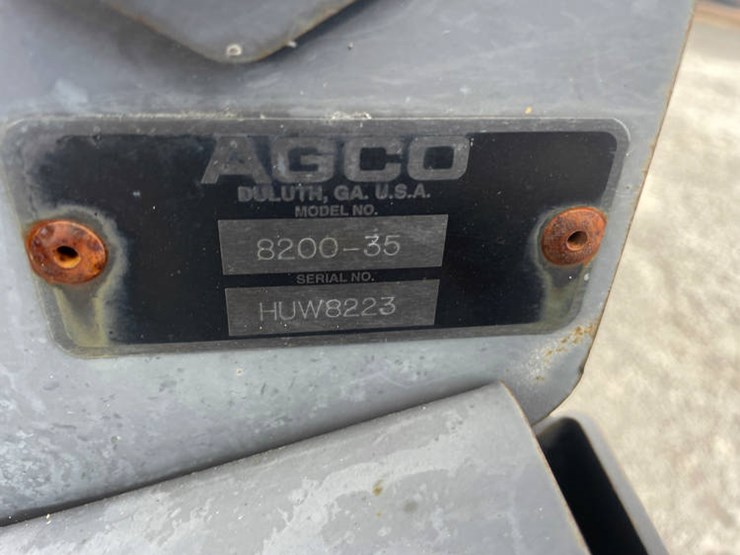 AGCO
DULUTH, GA. U.S.A.
MODEL NO.
8200-35
SERIAL NO.
HUW8223